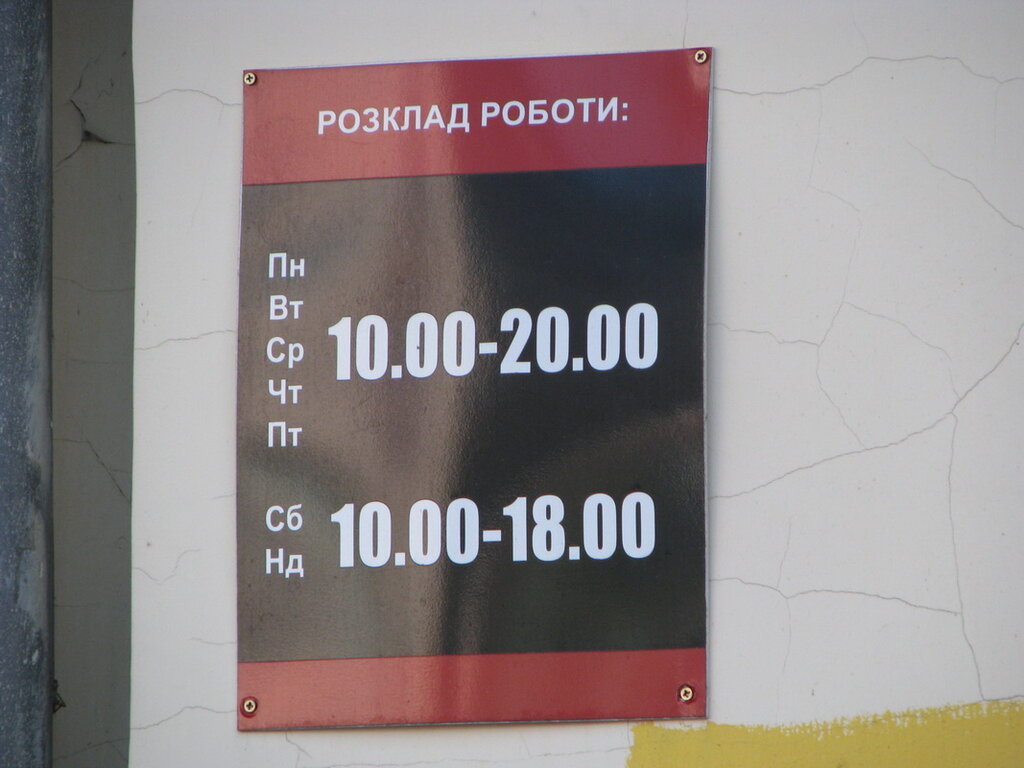 РОЗКЛАД РОБОТИ:
Пн
Вт
Ср
Чт
Пт
10.00-20.00
Сб
Нд
10.00-18.00